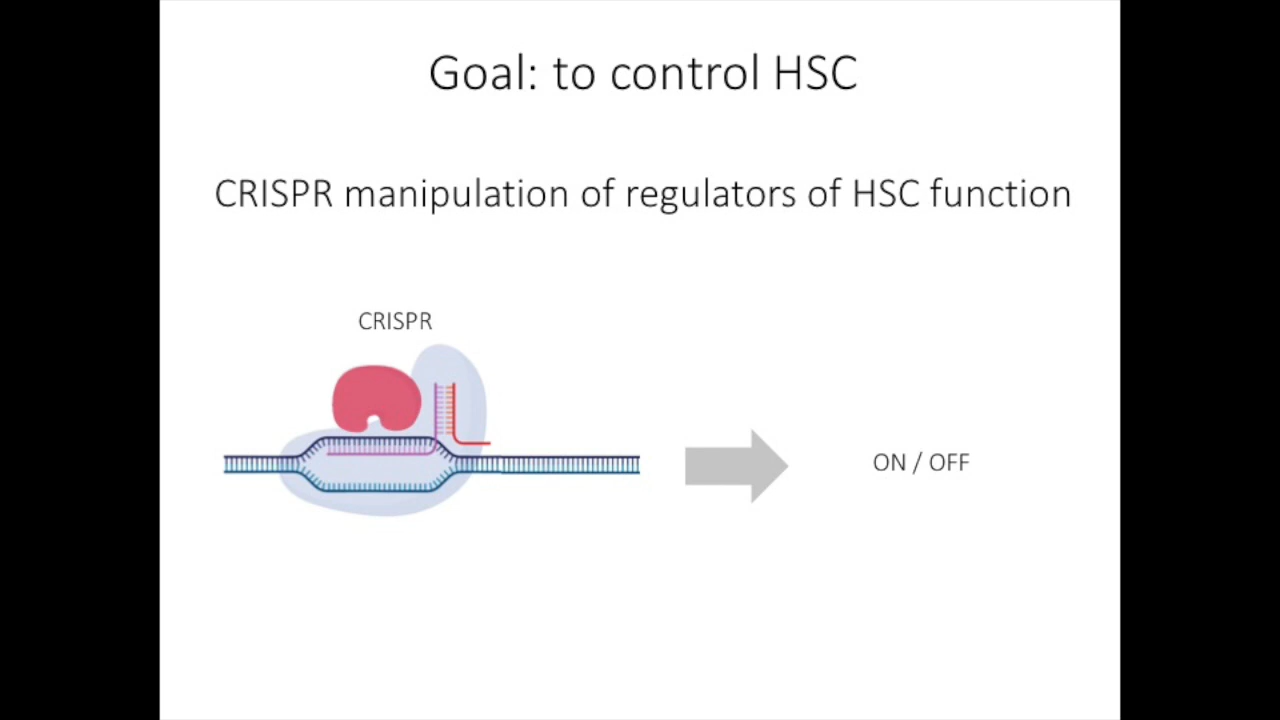 Goal: to control HSC
CRISPR manipulation of regulators of HSC function
CRISPR
ON / OFF